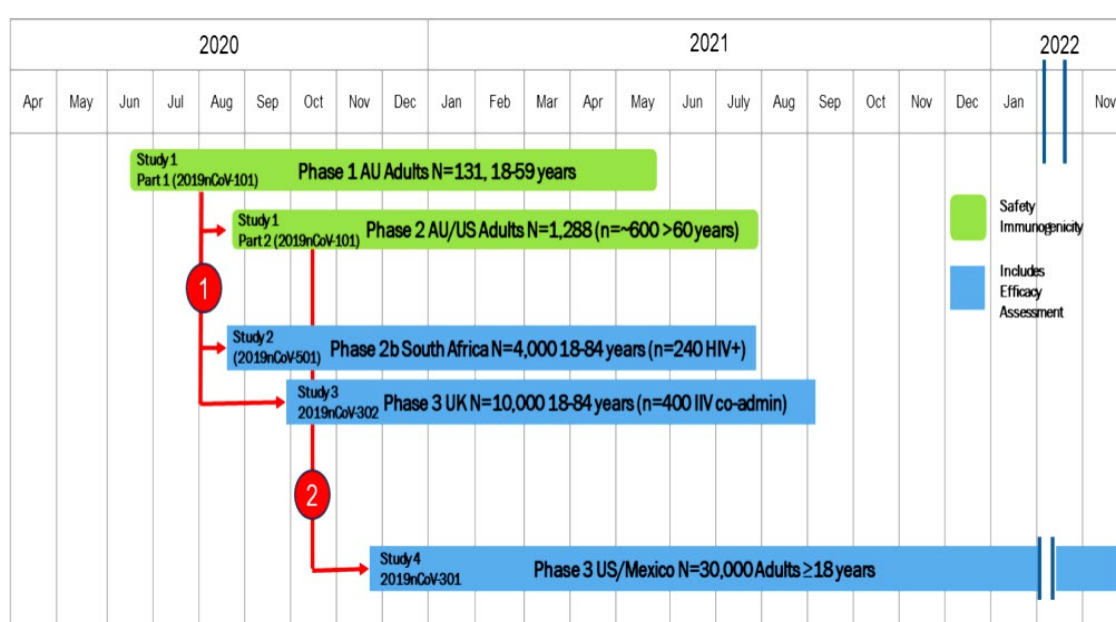 2020 2021 2022
Apr May Jun Jul Aug Sep Oct Nov Dec Jan Feb Mar Apr May Jun July Aug Sep Oct Nov Dec Jan Nov
Study 1
Part 1 (2019nCoV-101)
Phase 1 AU Adults N=131, 18-59 years
Study 1
Part 2 (2019nCoV-101)
Phase 2 AU/US Adults N=1,288 (n=~600 >60 years)
1
Study 2
(2019nCoV-501)
Phase 2b South Africa N=4,000 18-84 years (n=240 HIV+)
Study 3
2019nCoV-302
Phase 3 UK N=10,000 18-84 years (n=400 IIV co-admin)
2
Study 4
2019nCoV-301
Phase 3 US/Mexico N=30,000 Adults ≥18 years
Safety
Immunogenicity
Includes
Efficacy
Assessment